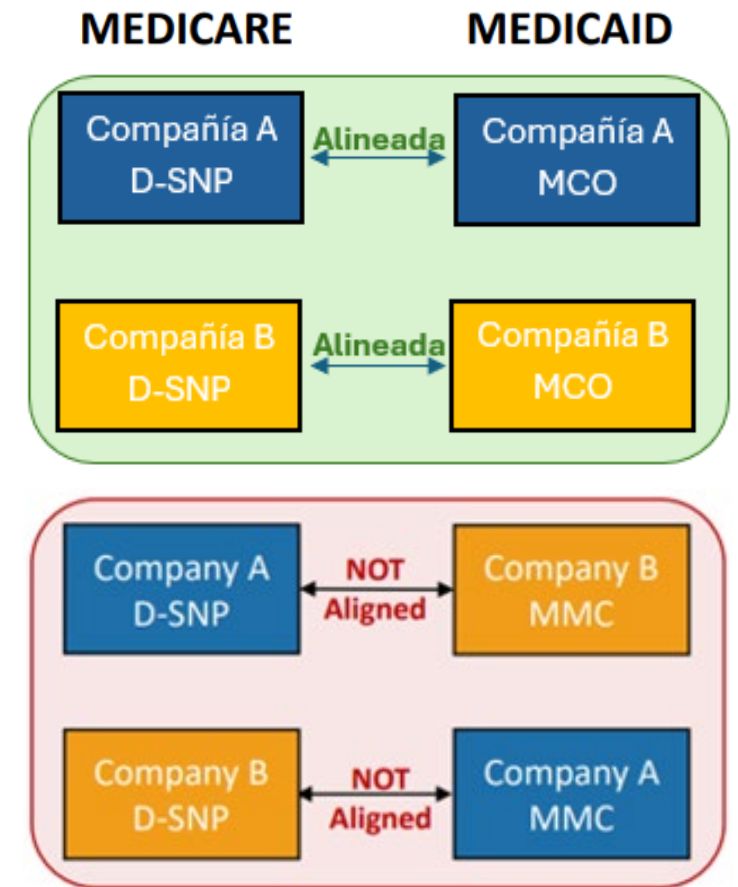 MEDICARE MEDICAID
Compañía A
D-SNP
Alineada
Compañía A
MCO
Compañía B
D-SNP
Alineada
Compañía B
MCO
Company A
D-SNP
NOT
Aligned
Company B
MMC
Company B
D-SNP
NOT
Aligned
Company A
MMC